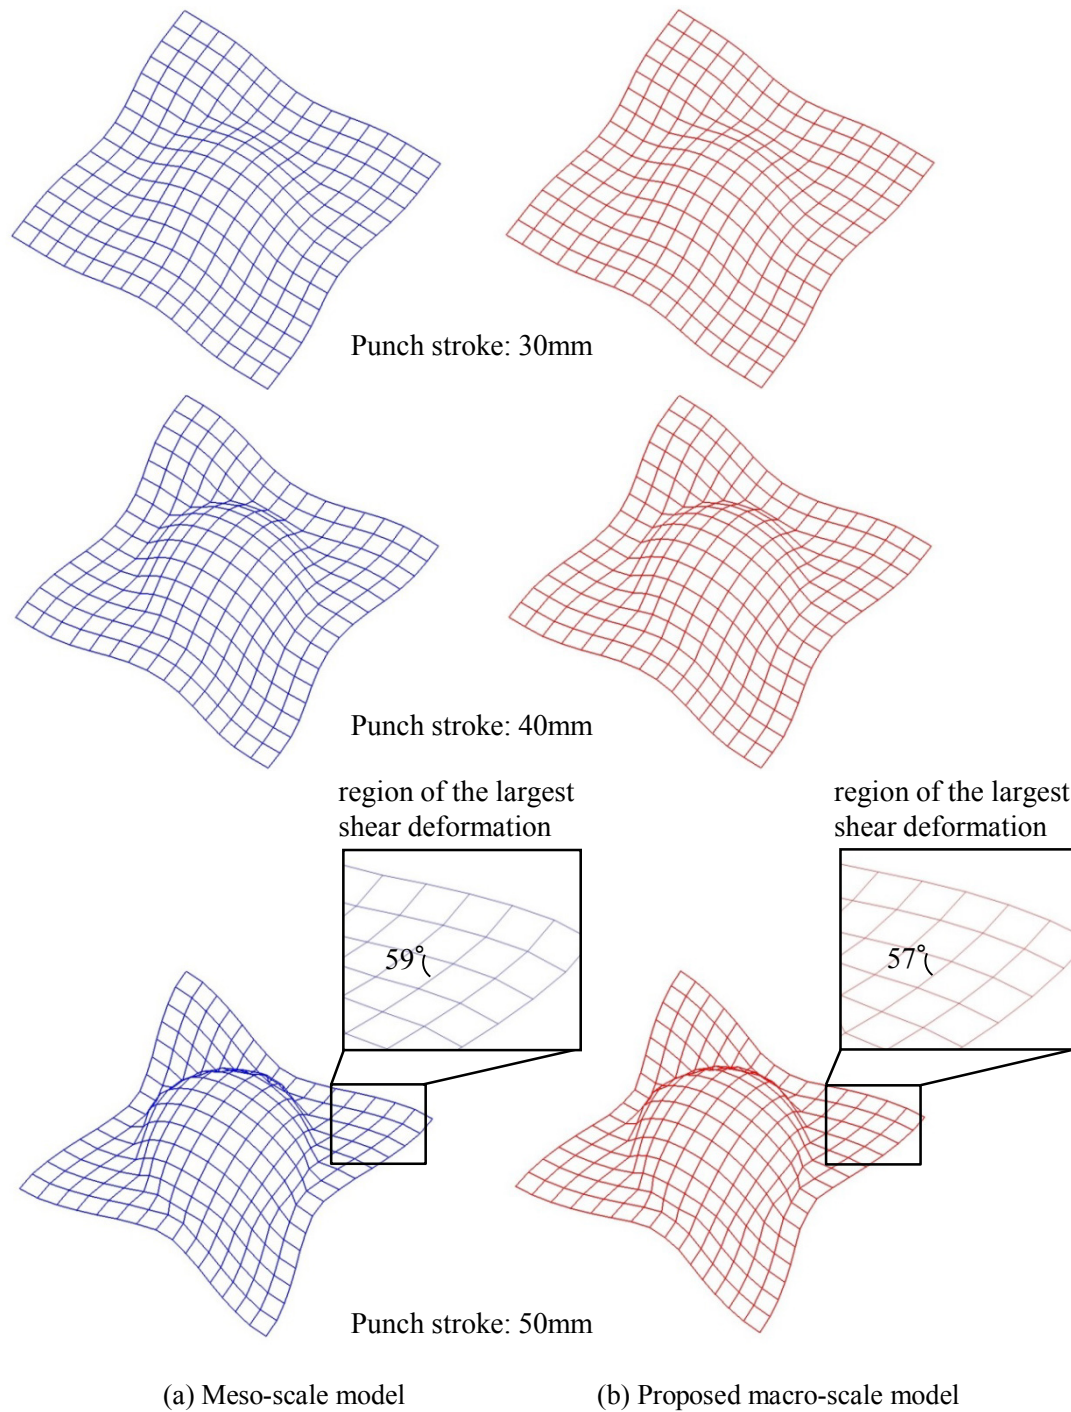 Punch stroke: 30mm
Punch stroke: 40mm
region of the largest
shear deformation
region of the largest
shear deformation
59°
57°
Punch stroke: 50mm
(a) Meso-scale model
(b) Proposed macro-scale model